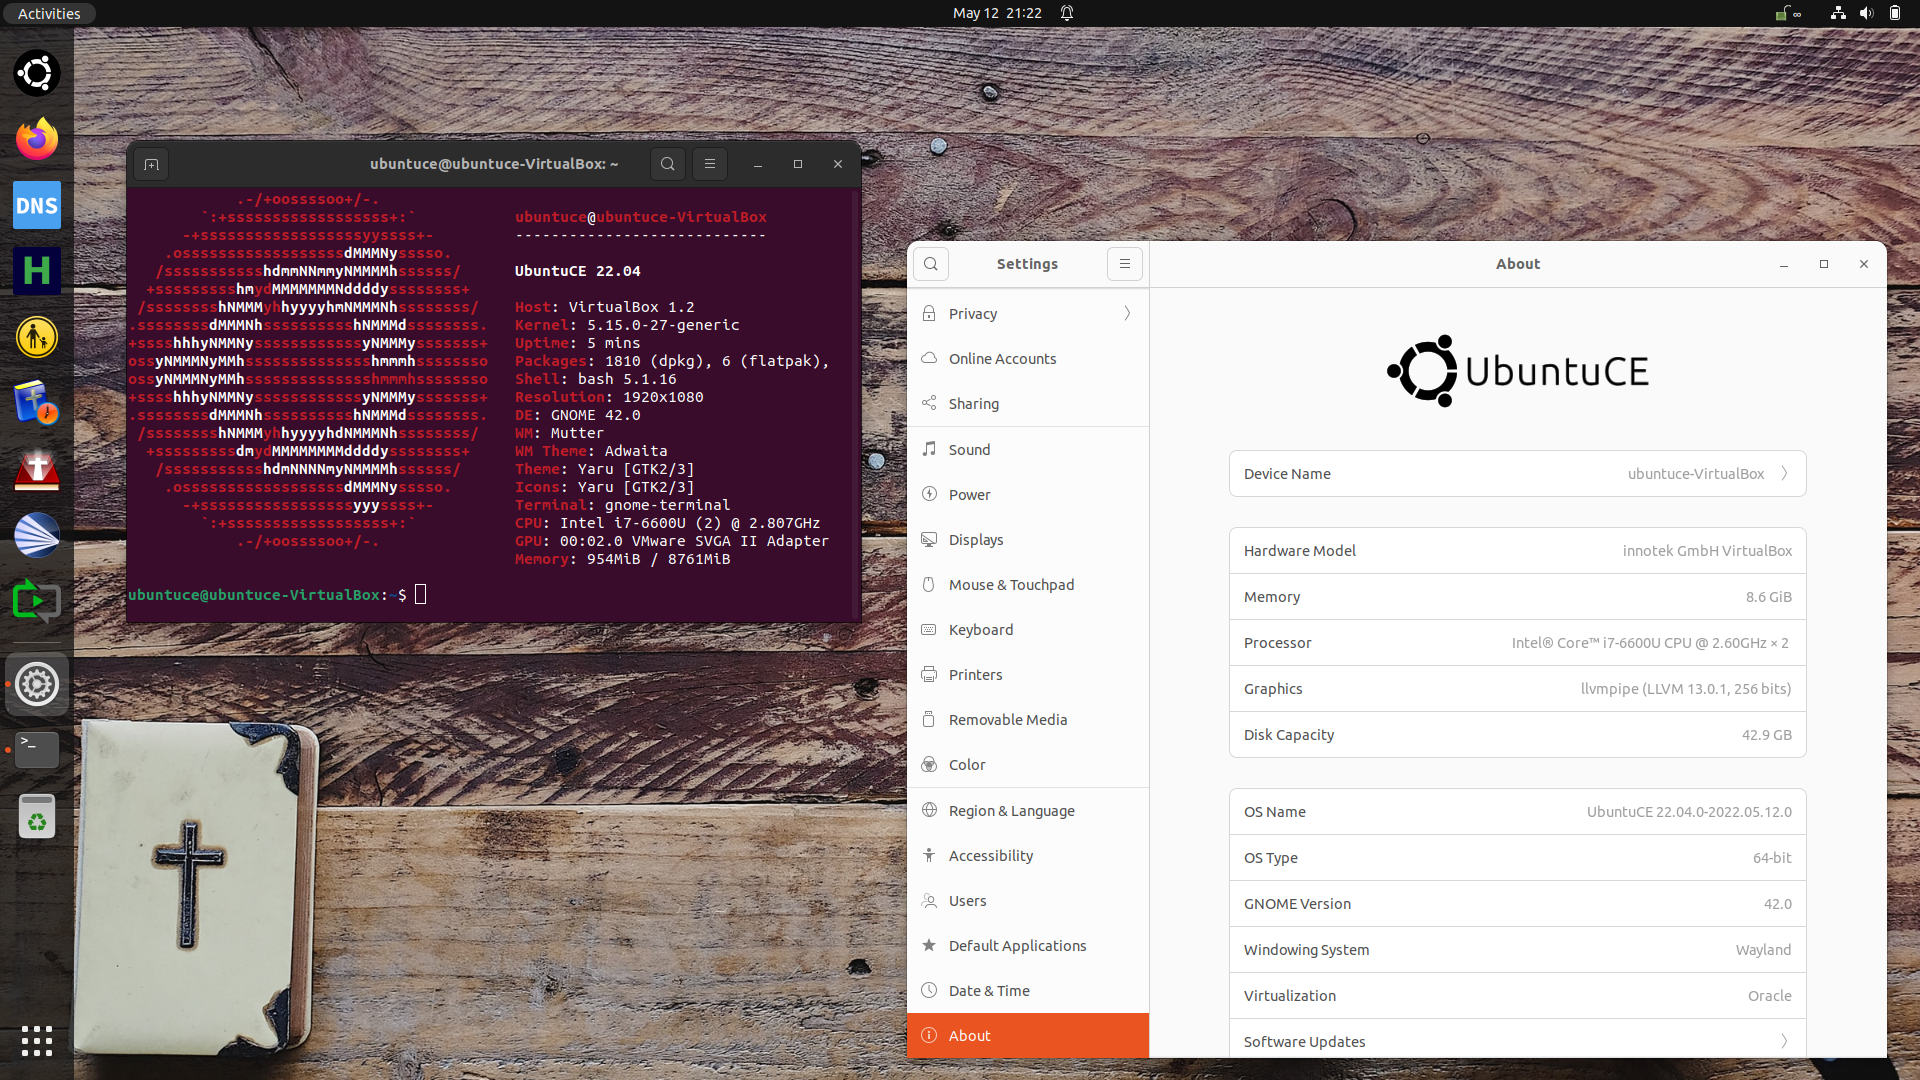 Activities
May 12 21:22
∞
DNS
H
ubuntuce@ubuntuce-VirtualBox: ~
.-/+oossssoo+/-.
`:+ssssssssssssssssss+:` ubuntuce@ubuntuce-VirtualBox
-+ssssssssssssssssssyyssss+- ----------------------------
.ossssssssssssssssssdMMMNysssso.
/ssssssssssshdmmNNmmyNMMMMhssssss/ UbuntuCE 22.04
+ssssssssshmydMMMMMMMNddddyssssssss+
/sssssssshNMMMyhhyyyyhmNMMMNhssssssss/ Host: VirtualBox 1.2
.ssssssssdMMMNhsssssssssshNMMMdssssssss. Kernel: 5.15.0-27-generic
+sssshhhyNMMNyssssssssssssyNMMMysssssss+ Uptime: 5 mins
ossyNMMMNyMMhsssssssssssssshmmmhssssssso Packages: 1810 (dpkg), 6 (flatpak),
ossyNMMMNyMMhsssssssssssssshmmmhssssssso Shell: bash 5.1.16
+sssshhhyNMMNyssssssssssssyNMMMysssssss+ Resolution: 1920x1080
.ssssssssdMMMNhsssssssssshNMMMdssssssss. DE: GNOME 42.0
/sssssssshNMMMyhhyyyyhdNMMMNhssssssss/ WM: Mutter
+sssssssssdmydMMMMMMMMddddyssssssss+ WM Theme: Adwaita
/ssssssssssshdmNNNNmyNMMMMhssssss/ Theme: Yaru [GTK2/3]
.ossssssssssssssssssdMMMNysssso. Icons: Yaru [GTK2/3]
-+sssssssssssssssssyyyssss+- Terminal: gnome-terminal
`:+ssssssssssssssssss+:` CPU: Intel i7-6600U (2) @ 2.807GHz
.-/+oossssoo+/-. GPU: 00:02.0 VMware SVGA II Adapter
Memory: 954MiB / 8761MiB
ubuntuce@ubuntuce-VirtualBox:~$
>_
Settings
Privacy
Online Accounts
Sharing
Sound
Power
Displays
Mouse & Touchpad
Keyboard
Printers
Removable Media
Color
Region & Language
Accessibility
Users
Default Applications
Date & Time
About
About
UbuntuCE
Device Name ubuntuce-VirtualBox
Hardware Model innotek GmbH VirtualBox
Memory 8.6 GiB
Processor Intel® Core™ i7-6600U CPU @ 2.60GHz × 2
Graphics llvmpipe (LLVM 13.0.1, 256 bits)
Disk Capacity 42.9 GB
OS Name UbuntuCE 22.04.0-2022.05.12.0
OS Type 64-bit
GNOME Version 42.0
Windowing System Wayland
Virtualization Oracle
Software Updates